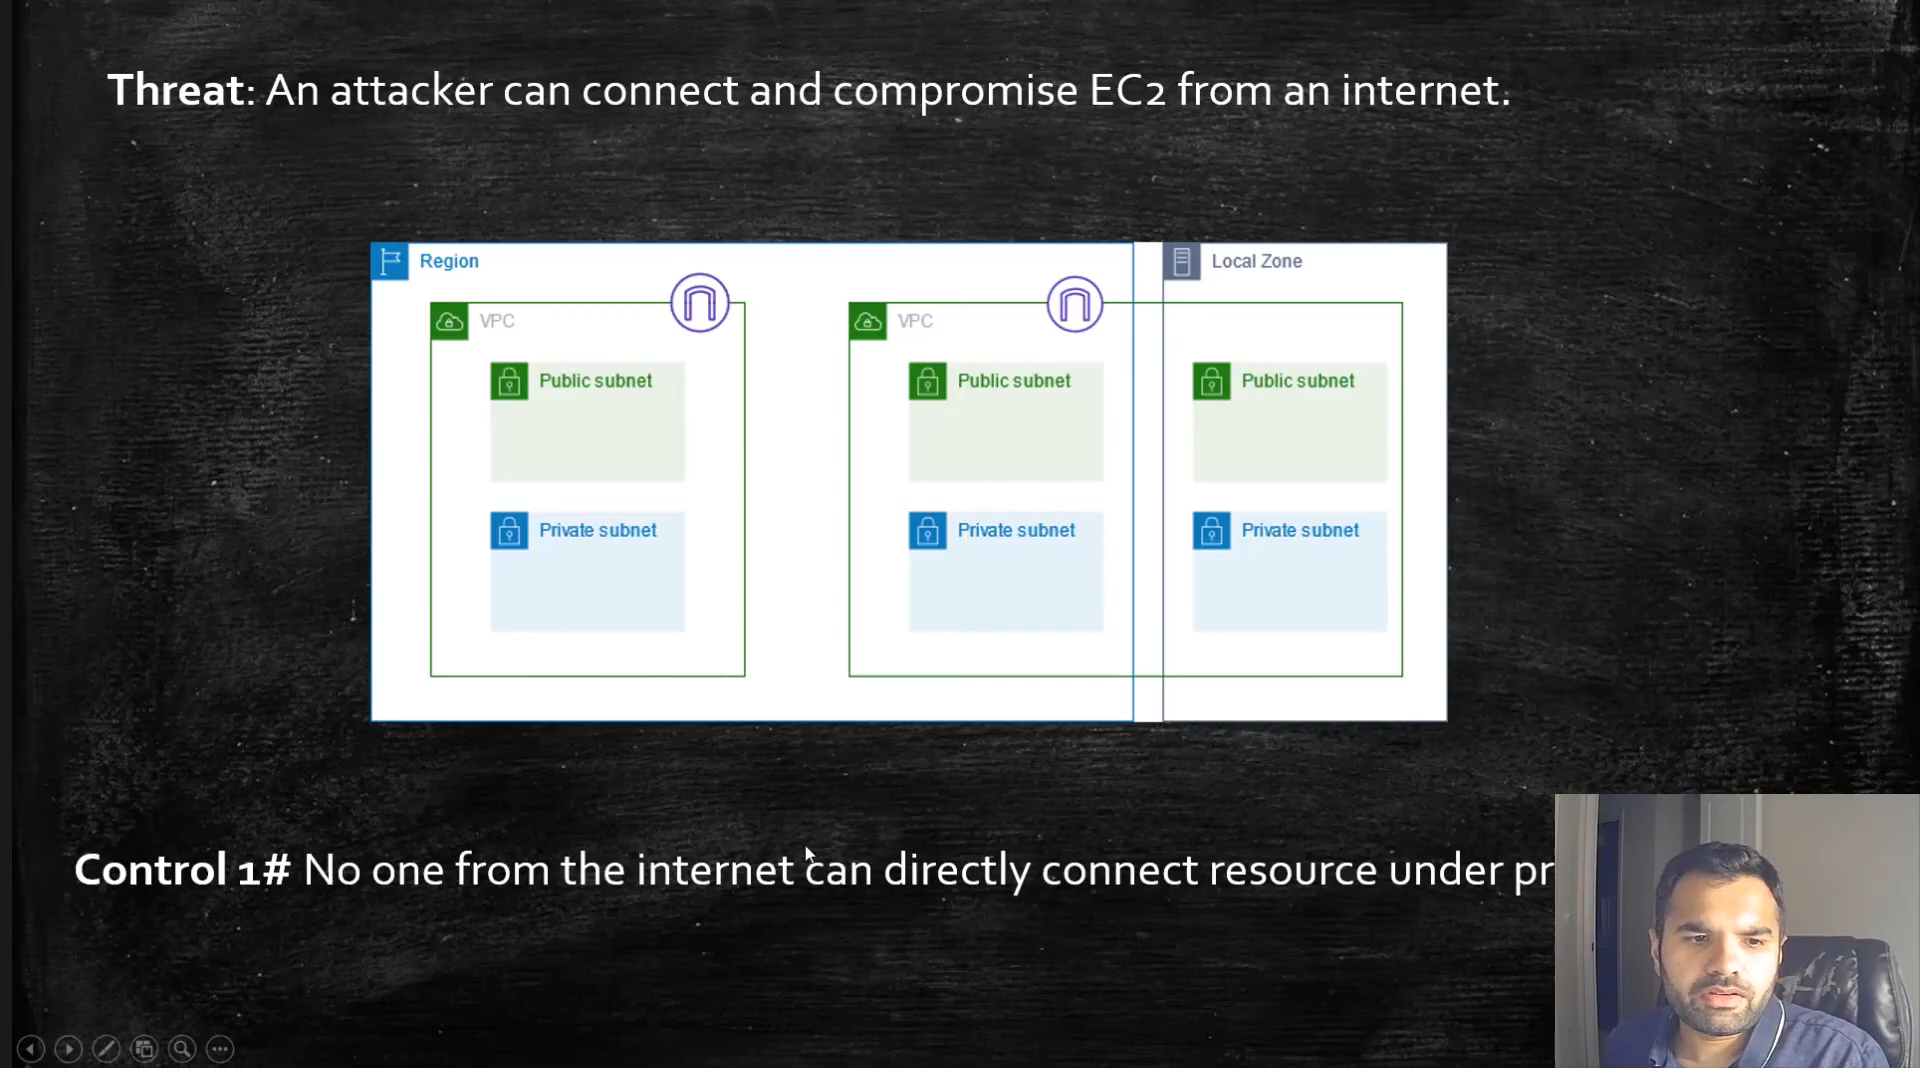 Threat: An attacker can connect and compromise EC2 from an internet.
Region
Local Zone
VPC
VPC
Public subnet
Public subnet
Public subnet
Private subnet
Private subnet
Private subnet
Control 1# No one from the internet can directly connect resource under